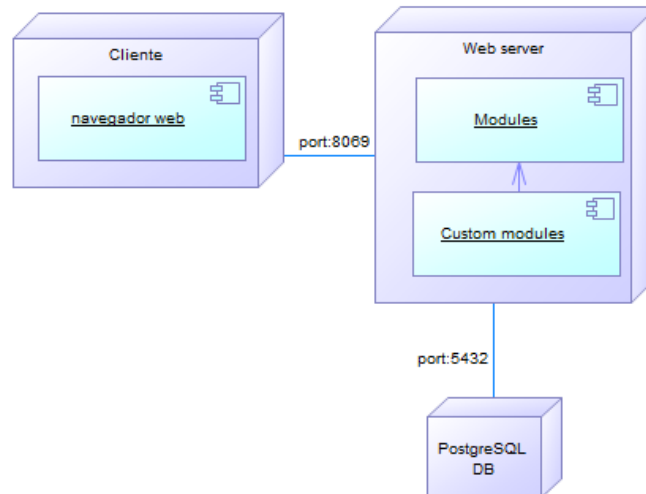 Cliente
navegador web
port:8069
Web server
Modules
Custom modules
port:5432
PostgreSQL
DB